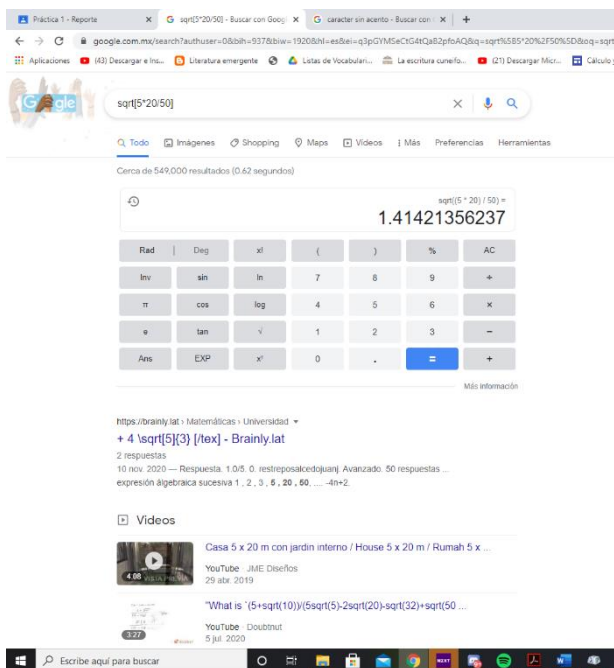 Práctica 1 - Reporte
sqrt[5*20/50] - Buscar con Goog
caracter sin acento - Buscar con
google.com.mx/search?authuser=0&bih=937&biw=1920&hl=es&ei=q3pGYMSeCtG4tQaB2pfoAQ&q=sqrt%5B5*20%2F50%5D&oq=sqrt
Aplicaciones (43) Descargar e Ins... Literatura emergente Listas de Vocabulari... La escritura cuneifo... (21) Descargar Micr... Cálculo
sqrt[5*20/50]
Todo Imágenes Shopping Maps Videos Más Preferencias Herramientas
Cerca de 549,000 resultados (0.62 segundos)
sqrt((5 * 20) / 50) =
1.41421356237
Rad | Deg x! ( ) % AC
Inv sin ln 7 8 9 ÷
π cos log 4 5 6 ×
e tan √ 1 2 3 −
Ans EXP xʸ 0 . = +
Más información
https://brainly.lat › Matemáticas › Universidad
+ 4 \sqrt[5]{3} [/tex] - Brainly.lat
2 respuestas
10 nov. 2020 — Respuesta. 1.0/5. 0. restreposalcedojuanj. Avanzado. 50 respuestas ...
expresión álgebraica sucesiva 1 , 2 , 3 , 5 , 20 , 50, .... -4n+2.
Videos
Casa 5 x 20 m con jardin interno / House 5 x 20 m / Rumah 5 x ...
YouTube · JME Diseños
29 abr. 2019
4:08 VISTA PREVIA
"What is `(5+sqrt(10))/(5sqrt(5)-2sqrt(20)-sqrt(32)+sqrt(50 ...
YouTube · Doubtnut
5 jul. 2020
3:27
Escribe aquí para buscar